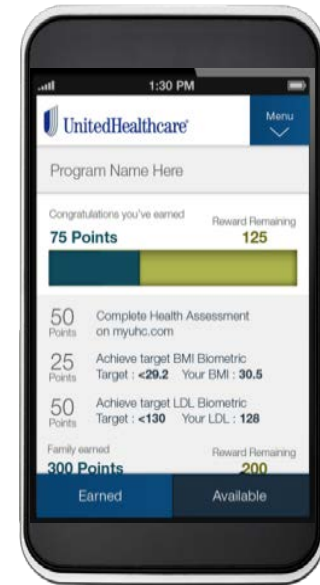 1:30 PM
UnitedHealthcare®
Menu
Program Name Here
Congratulations you've earned
Reward Remaining
75 Points
125
50 Points
Complete Health Assessment
on myuhc.com
25 Points
Achieve target BMI Biometric
Target : <29.2 Your BMI : 30.5
50 Points
Achieve target LDL Biometric
Target : <130 Your LDL : 128
Family earned
Reward Remaining
300 Points
200
Earned
Available